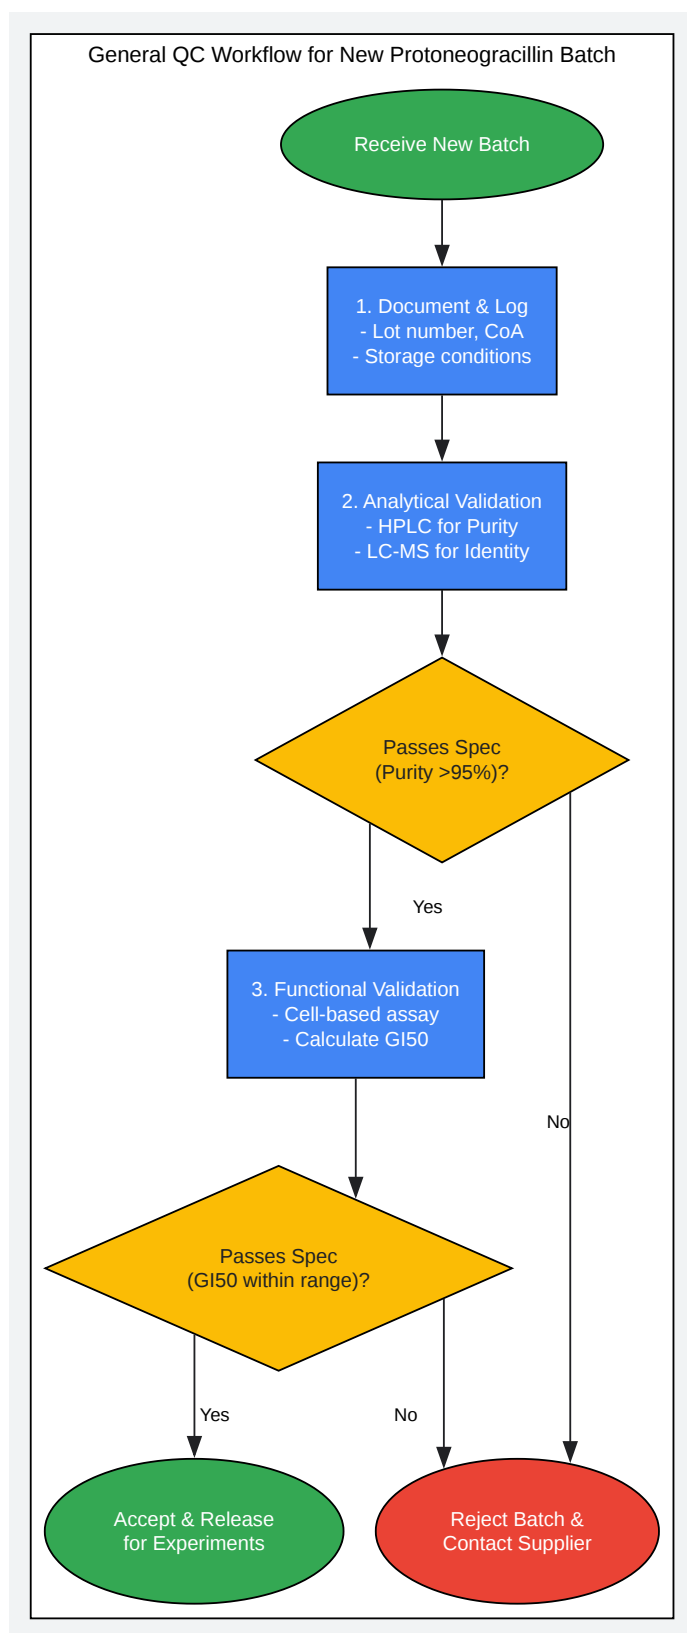 General QC Workflow for New Protoneogracillin Batch
Receive New Batch
1. Document & Log
- Lot number, CoA
- Storage conditions
2. Analytical Validation
- HPLC for Purity
- LC-MS for Identity
Passes Spec
(Purity >95%)?
Yes
3. Functional Validation
- Cell-based assay
- Calculate GI50
No
Passes Spec
(GI50 within range)?
Yes
No
Accept & Release
for Experiments
Reject Batch &
Contact Supplier